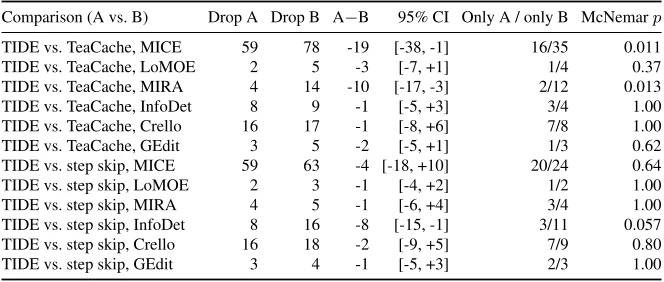 Comparison (A vs. B) Drop A Drop B A−B 95% CI Only A / only B McNemar p
TIDE vs. TeaCache, MICE 59 78 -19 [-38, -1] 16/35 0.011
TIDE vs. TeaCache, LoMOE 2 5 -3 [-7, +1] 1/4 0.37
TIDE vs. TeaCache, MIRA 4 14 -10 [-17, -3] 2/12 0.013
TIDE vs. TeaCache, InfoDet 8 9 -1 [-5, +3] 3/4 1.00
TIDE vs. TeaCache, Crello 16 17 -1 [-8, +6] 7/8 1.00
TIDE vs. TeaCache, GEdit 3 5 -2 [-5, +1] 1/3 0.62
TIDE vs. step skip, MICE 59 63 -4 [-18, +10] 20/24 0.64
TIDE vs. step skip, LoMOE 2 3 -1 [-4, +2] 1/2 1.00
TIDE vs. step skip, MIRA 4 5 -1 [-6, +4] 3/4 1.00
TIDE vs. step skip, InfoDet 8 16 -8 [-15, -1] 3/11 0.057
TIDE vs. step skip, Crello 16 18 -2 [-9, +5] 7/9 0.80
TIDE vs. step skip, GEdit 3 4 -1 [-5, +3] 2/3 1.00